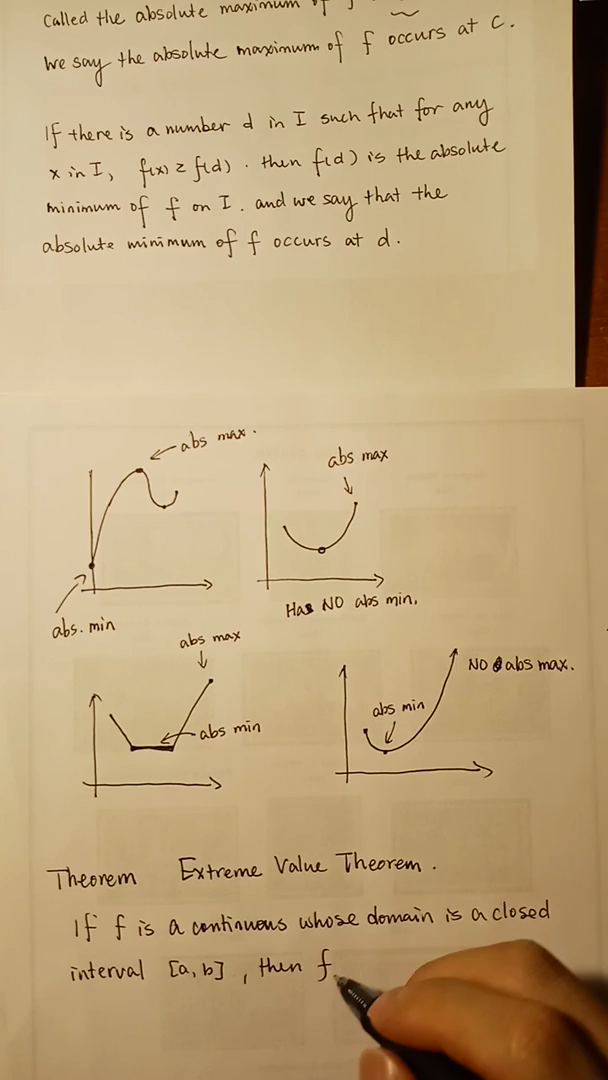 Called the absolute maximum of
We say the absolute maximum of f occurs at c.
If there is a number d in I such that for any
x in I, f(x) ≥ f(d). then f(d) is the absolute
minimum of f on I. and we say that the
absolute minimum of f occurs at d.
abs max.
abs max
abs. min
Has NO abs min.
abs max
abs min
NO abs max.
abs min
Theorem Extreme Value Theorem.
If f is a continuous whose domain is a closed
interval [a, b], then f